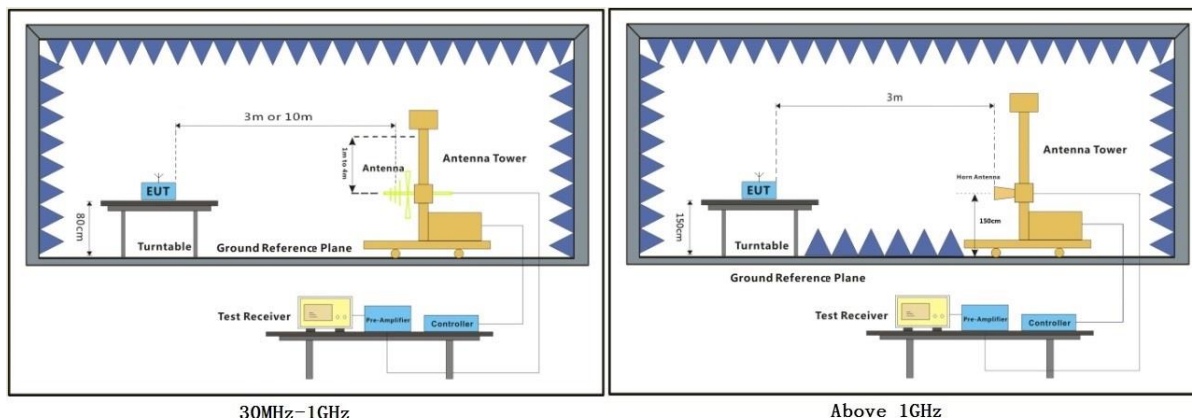 3m or 10m
1m to 4m
Antenna
Antenna Tower
EUT
80cm
Turntable
Ground Reference Plane
Test Receiver
Pre-Amplifier
Controller
30MHz-1GHz
3m
Antenna Tower
Horn Antenna
EUT
150cm
150cm
Turntable
Ground Reference Plane
Test Receiver
Pre-Amplifier
Controller
Above 1GHz